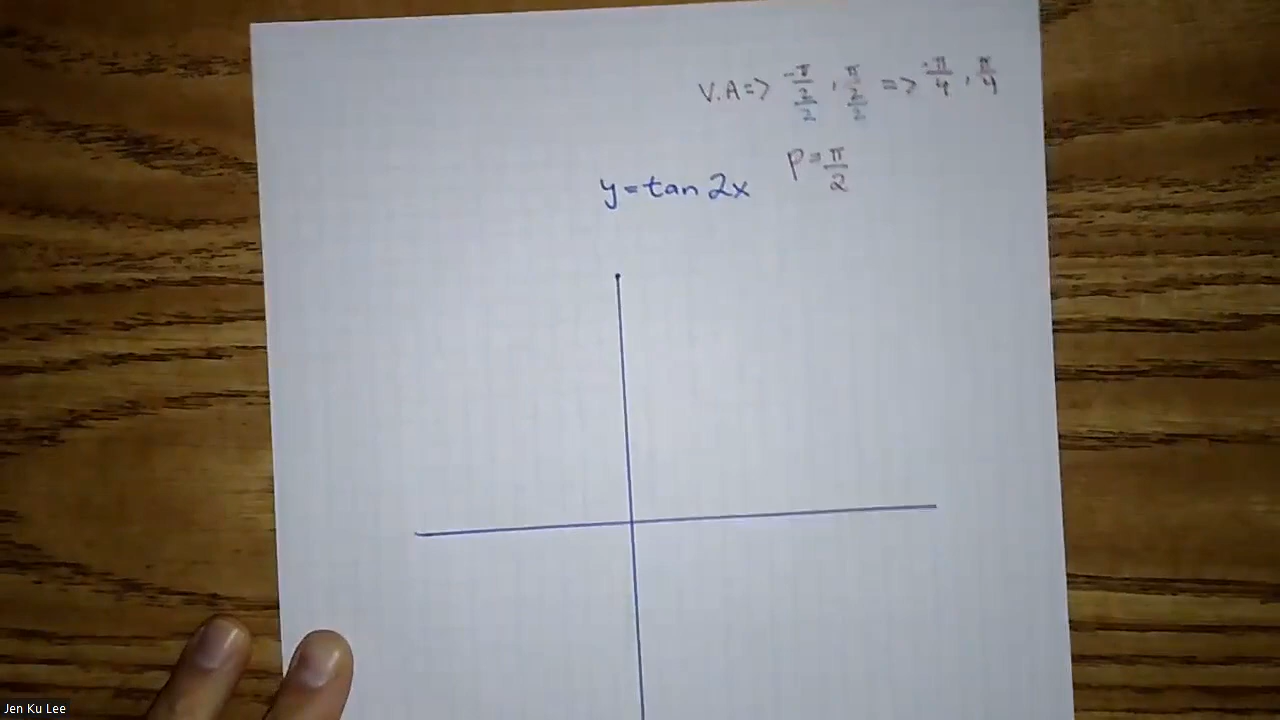 V.A => -π/2/2 , π/2/2 => -π/4 , π/4
P = π/2
y = tan 2x
Jen Ku Lee